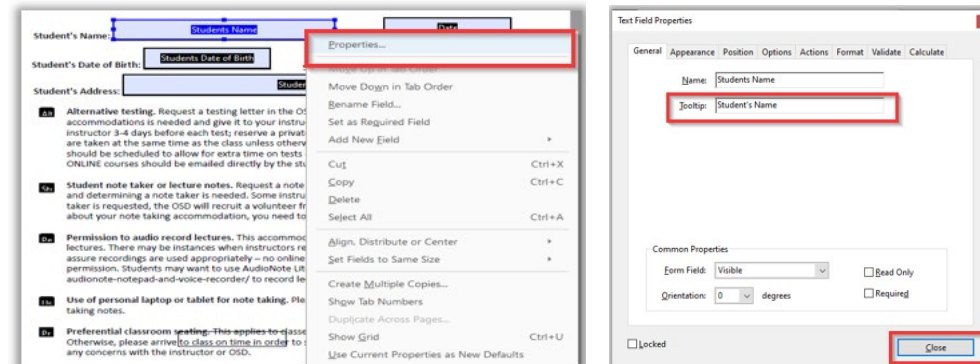 Student's Name:
Students Name
Date
Student's Date of Birth:
Students Date of Birth
Student's Address:
Studen
Alternative testing. Request a testing letter in the OS
accommodations is needed and give it to your instru
instructor 3-4 days before each test; reserve a privat
are taken at the same time as the class unless otherw
should be scheduled to allow for extra time on tests
ONLINE courses should be emailed directly by the stu
Student note taker or lecture notes. Request a note
and determining a note taker is needed. Some instru
taker is requested, the OSD will recruit a volunteer fr
about your note taking accommodation, you need to
Permission to audio record lectures. This accommoc
lectures. There may be instances when instructors re
assure recordings are used appropriately – no online
permission. Students may want to use AudioNote Lit
audionote-notepad-and-voice-recorder/ to record le
Use of personal laptop or tablet for note taking. Plea
taking notes.
Preferential classroom seating. This applies to classe
Otherwise, please arrive to class on time in order to s
any concerns with the instructor or OSD.
Properties...
Move Up in Tab Order
Move Down in Tab Order
Rename Field...
Set as Required Field
Add New Field
Cut Ctrl+X
Copy Ctrl+C
Delete
Select All Ctrl+A
Align, Distribute or Center
Set Fields to Same Size
Create Multiple Copies...
Show Tab Numbers
Duplicate Across Pages...
Show Grid Ctrl+U
Use Current Properties as New Defaults
Text Field Properties
General Appearance Position Options Actions Format Validate Calculate
Name: Students Name
Tooltip: Student's Name
Common Properties
Form Field: Visible
Read Only
Orientation: 0 degrees
Required
Locked
Close